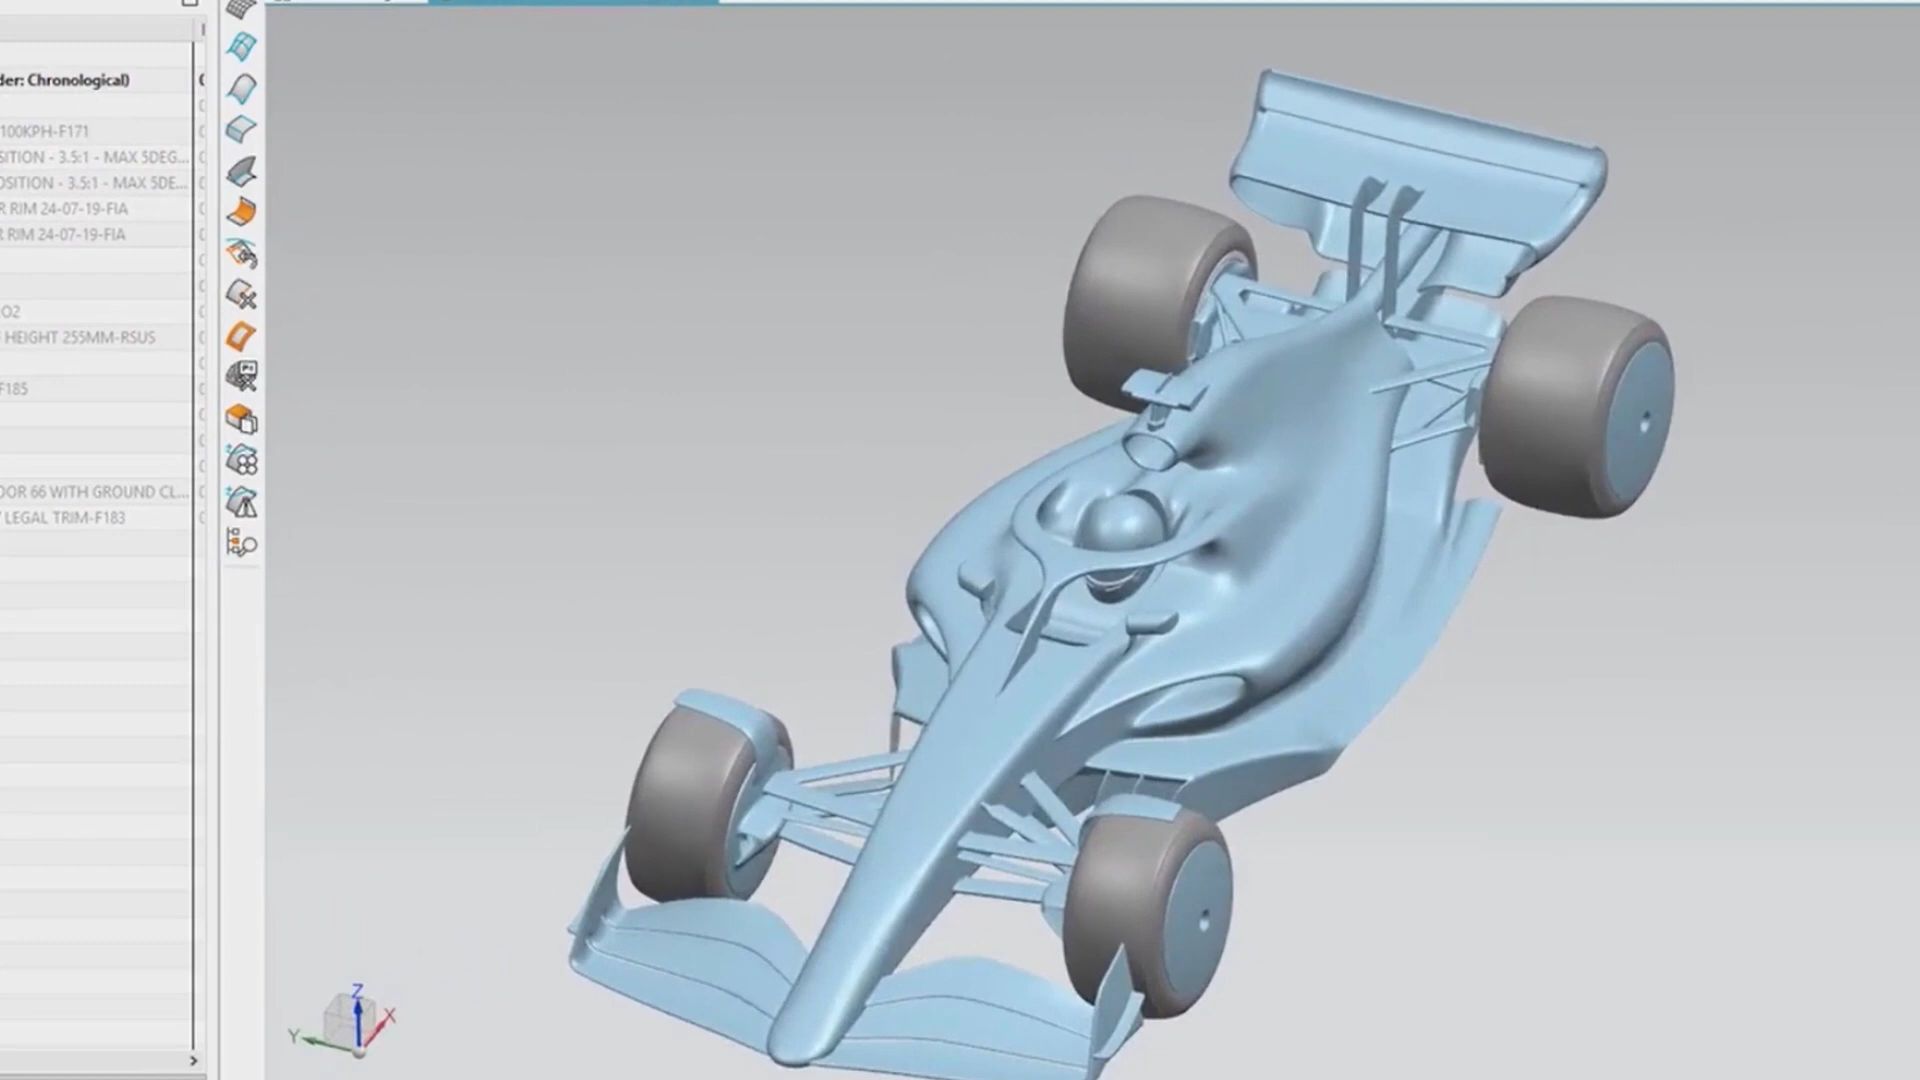 der: Chronological)
100KPH-F171
SITION - 3.5:1 - MAX 5DEG...
OSITION - 3.5:1 - MAX 5DE...
R RIM 24-07-19-FIA
R RIM 24-07-19-FIA
O2
HEIGHT 255MM-RSUS
F185
OOR 66 WITH GROUND CL...
LEGAL TRIM-F183
Z
X
Y